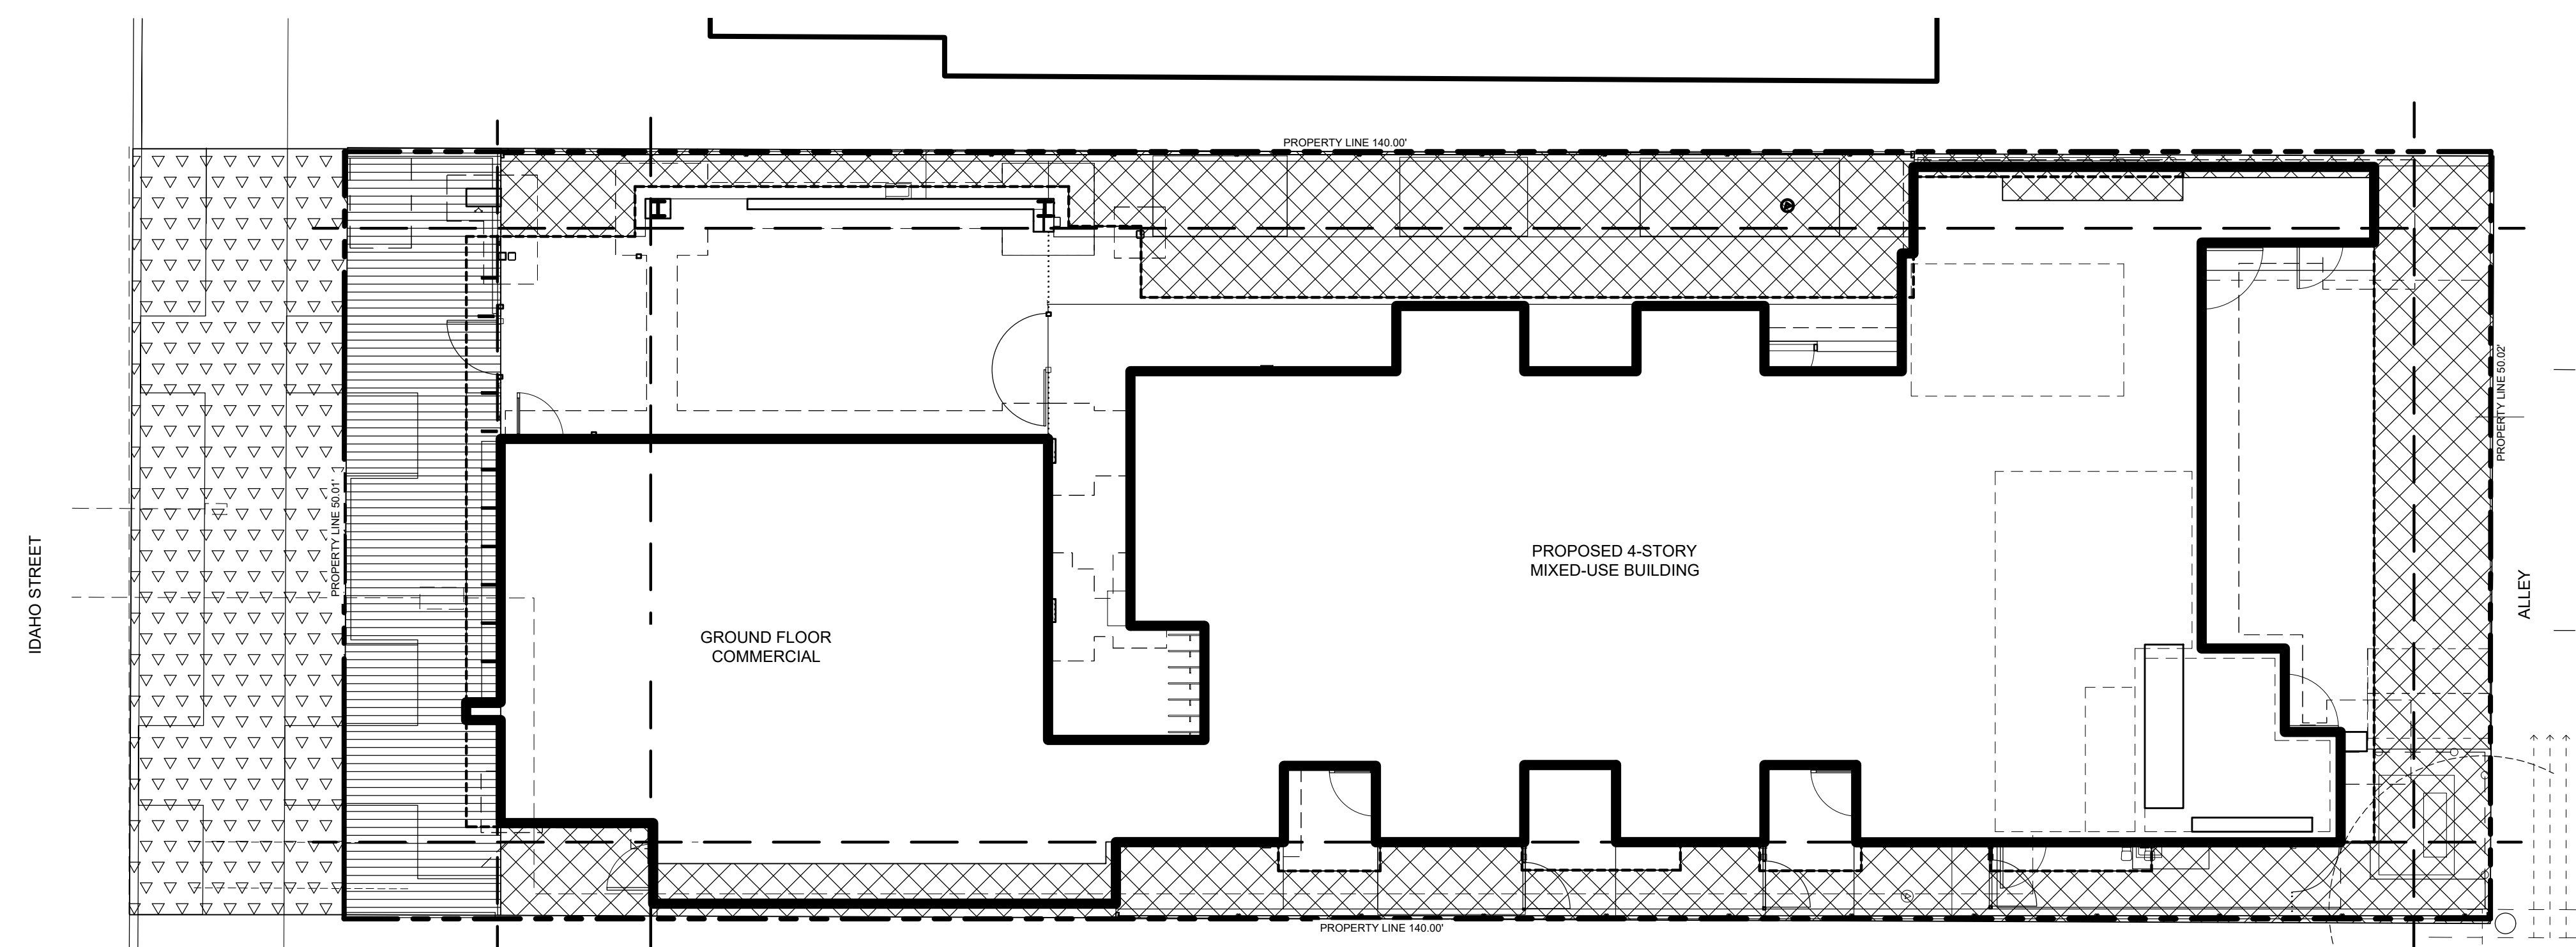 PROPERTY LINE 140.00'
PROPERTY LINE 50.02'
PROPERTY LINE 50.01'
IDAHO STREET
PROPOSED 4-STORY
MIXED-USE BUILDING
GROUND FLOOR
COMMERCIAL
ALLEY
PROPERTY LINE 140.00'